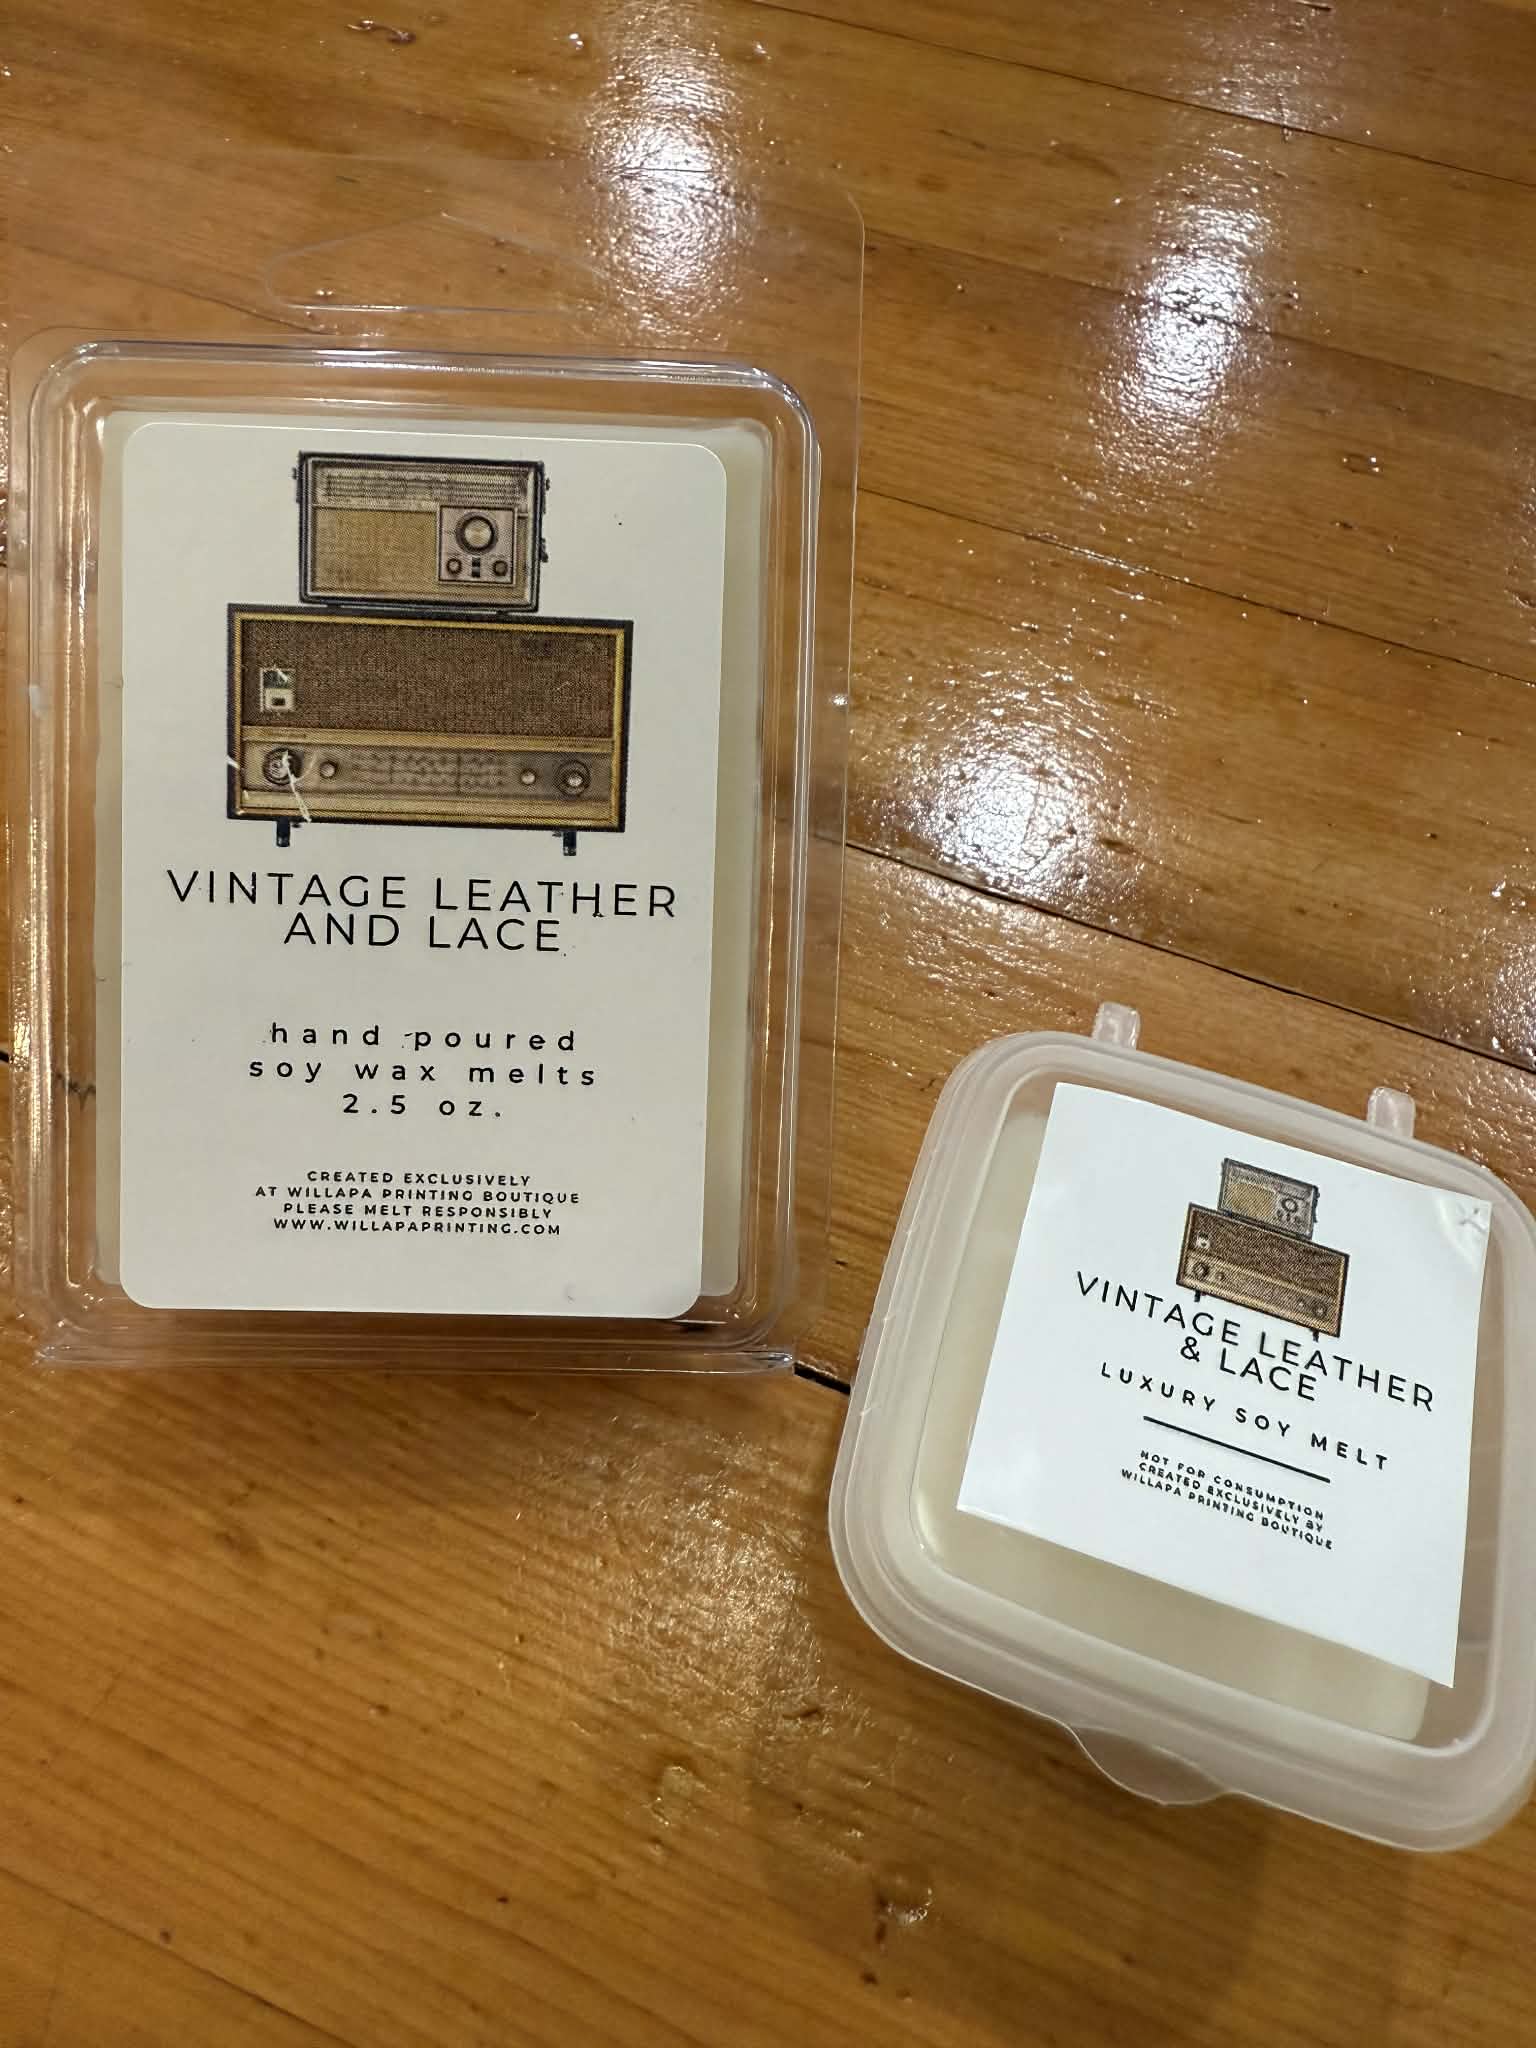 VINTAGE LEATHER
AND LACE
hand poured
soy wax melts
2.5 oz.
CREATED EXCLUSIVELY
AT WILLAPA PRINTING BOUTIQUE
PLEASE MELT RESPONSIBLY
WWW.WILLAPAPRINTING.COM
VINTAGE LEATHER
& LACE
LUXURY SOY MELT
NOT FOR CONSUMPTION
CREATED EXCLUSIVELY BY
WILLAPA PRINTING BOUTIQUE